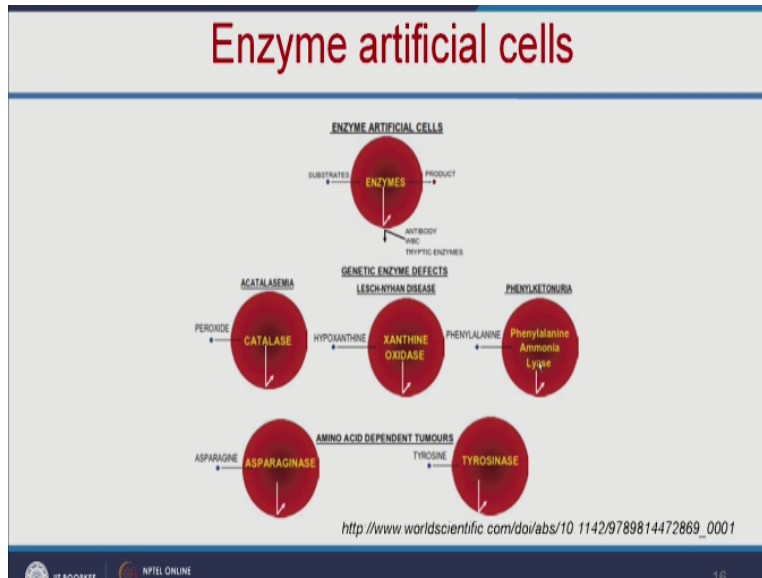 Enzyme artificial cells
ENZYME ARTIFICIAL CELLS
SUBSTRATES
ENZYMES
PRODUCT
ANTIBODY
WBC
TRYPTIC ENZYMES
GENETIC ENZYME DEFECTS
ACATALASEMIA
LESCH-NYHAN DISEASE
PHENYLKETONURIA
PEROXIDE
CATALASE
HYPOXANTHINE
XANTHINE
OXIDASE
PHENYLALANINE
Phenylalanine
Ammonia
Lyase
AMINO ACID DEPENDENT TUMOURS
ASPARAGINE
ASPARAGINASE
TYROSINE
TYROSINASE
http://www.worldscientific.com/doi/abs/10.1142/9789814472869_0001
NPTEL ONLINE
16